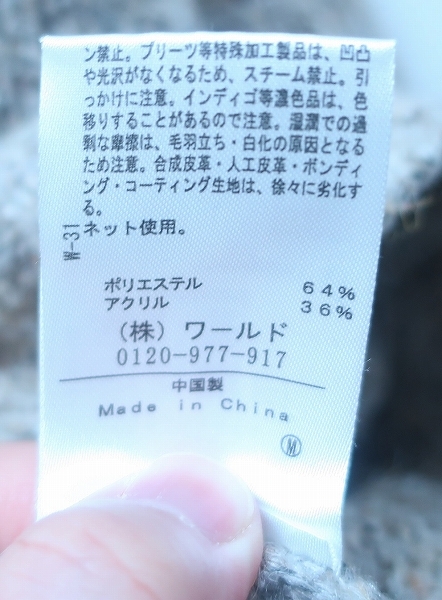 ン禁止。プリーツ等特殊加工製品は、凹凸
や光沢がなくなるため、スチーム禁止。引
っかけに注意。インディゴ等濃色品は、色
移りすることがあるので注意。湿潤での過
剰な摩擦は、毛羽立ち・白化の原因となる
ため注意。合成皮革・人工皮革・ボンディ
ング・コーティング生地は、徐々に劣化す
る。
ネット使用。
W-31
ポリエステル 64%
アクリル 36%
(株) ワールド
0120-977-917
中国製
Made in China
M